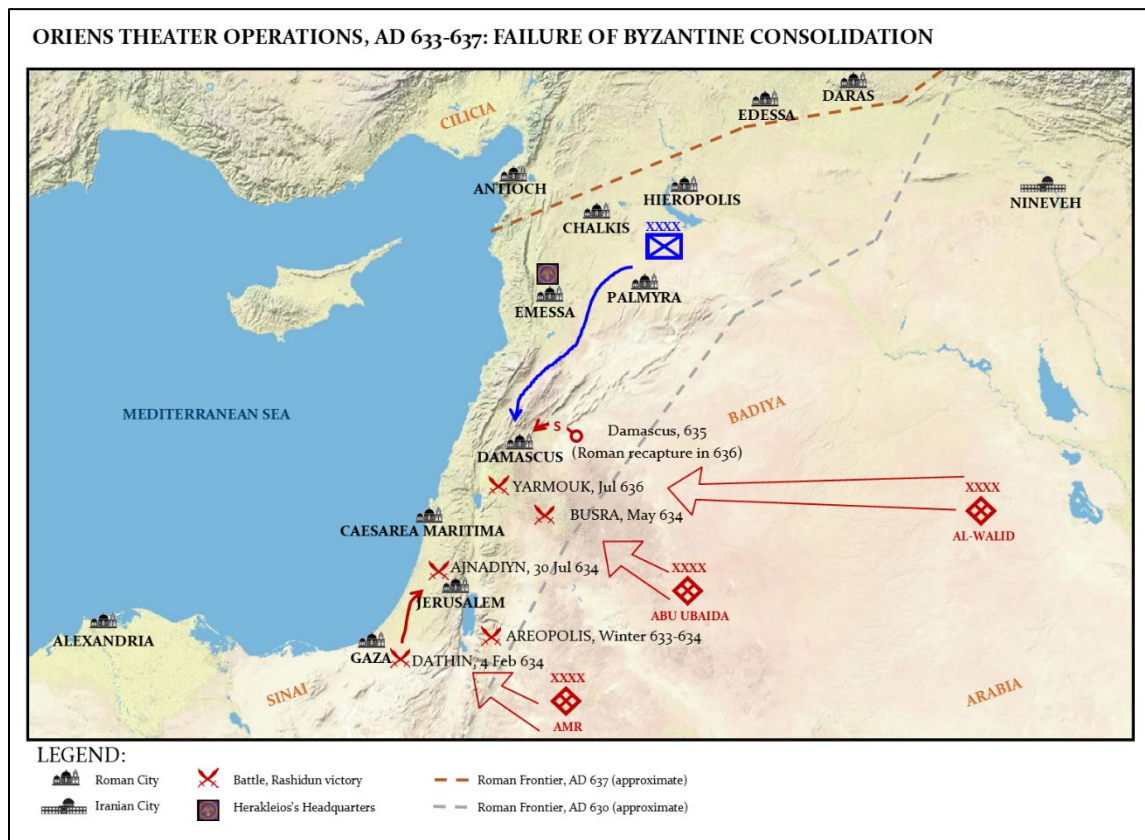 ORIENS THEATER OPERATIONS, AD 633-637: FAILURE OF BYZANTINE CONSOLIDATION
CILICIA
DARAS
EDESSA
ANTIOCH
HIEROPOLIS
NINEVEH
CHALKIS
XXXX
PALMYRA
EMESSA
MEDITERRANEAN SEA
BADIYA
S
Damascus, 635
(Roman recapture in 636)
DAMASCUS
YARMOUK, Jul 636
XXXX
BUSRA, May 634
CAESAREA MARITIMA
AL-WALID
AJNADIYN, 30 Jul 634
XXXX
JERUSALEM
ABU UBAIDA
ALEXANDRIA
AREOPOLIS, Winter 633-634
GAZA
DATHIN, 4 Feb 634
XXXX
SINAI
ARABIA
AMR
LEGEND:
Roman City
Battle, Rashidun victory
Roman Frontier, AD 637 (approximate)
Iranian City
Herakleios's Headquarters
Roman Frontier, AD 630 (approximate)